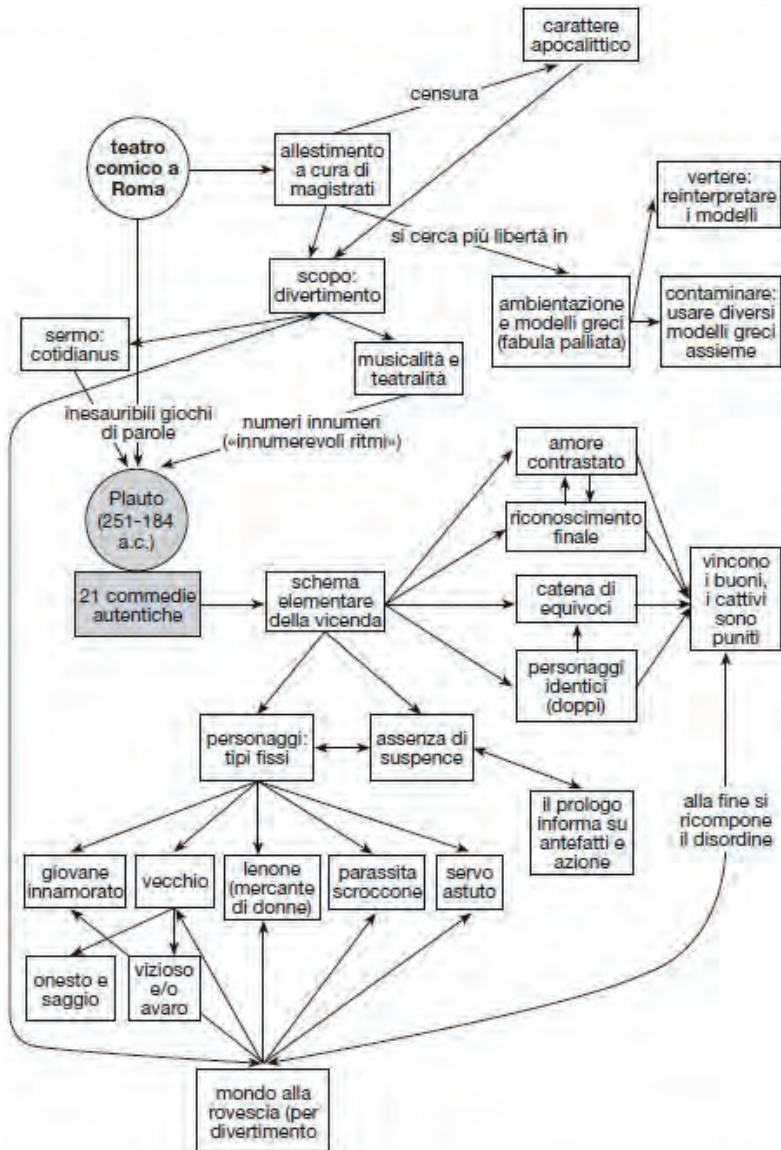 carattere
apocalittico
censura
teatro
comico a
Roma
allestimento
a cura di
magistrati
vertere:
reinterpretare
i modelli
si cerca più libertà in
scopo:
divertimento
ambientazione
e modelli greci
(fabula palliata)
contaminare:
usare diversi
modelli greci
assieme
sermo:
cotidianus
musicalità e
teatralità
inesauribili giochi
di parole
numeri innumeri
(«innumerevoli ritmi»)
amore
contrastato
Plauto
(251-184
a.c.)
riconoscimento
finale
21 commedie
autentiche
schema
elementare
della vicenda
catena di
equivoci
vincono
i buoni,
i cattivi
sono
puniti
personaggi
identici
(doppi)
personaggi:
tipi fissi
assenza di
suspence
il prologo
informa su
antefatti e
azione
alla fine si
ricompone
il disordine
giovane
innamorato
vecchio
lenone
(mercante
di donne)
parassita
scroccone
servo
astuto
onesto e
saggio
vizioso
e/o
avaro
mondo alla
rovescia (per
divertimento